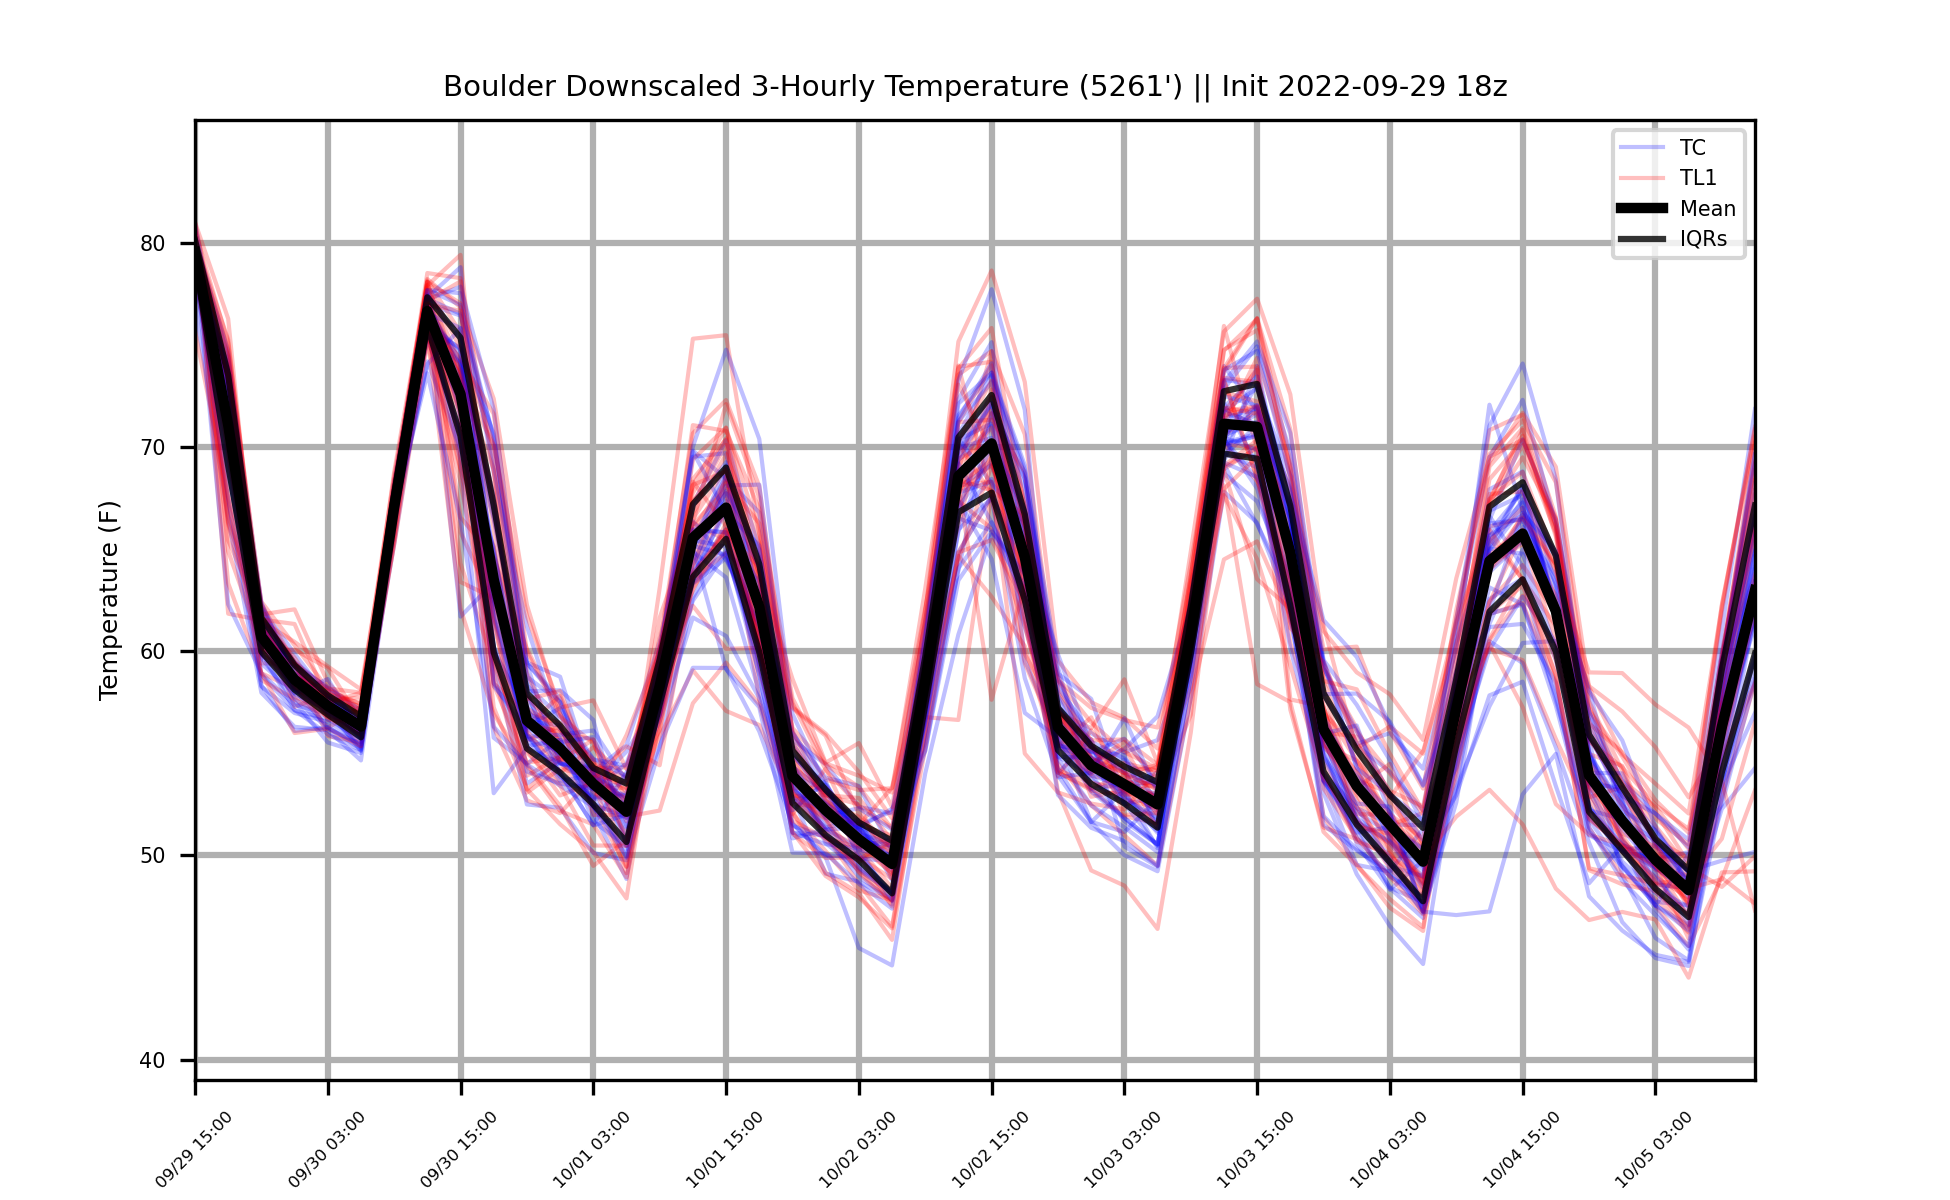 Boulder Downscaled 3-Hourly Temperature (5261') || Init 2022-09-29 18z
TC
TL1
Mean
IQRs
Temperature (F)
80
70
60
50
40
09/29 15:00
09/30 03:00
09/30 15:00
10/01 03:00
10/01 15:00
10/02 03:00
10/02 15:00
10/03 03:00
10/03 15:00
10/04 03:00
10/04 15:00
10/05 03:00